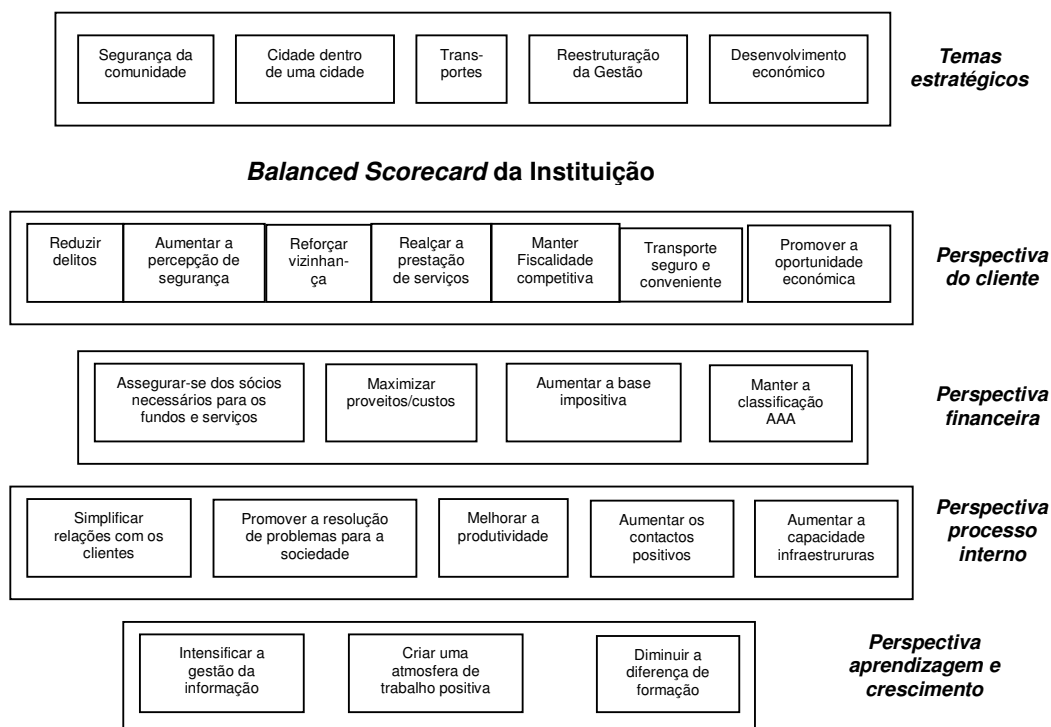 Segurança da
comunidade
Cidade dentro
de uma cidade
Trans-
portes
Reestruturação
da Gestão
Desenvolvimento
económico
Temas
estratégicos
Balanced Scorecard da Instituição
Reduzir
delitos
Aumentar a
percepção de
segurança
Reforçar
vizinhan-
ça
Realçar a
prestação
de serviços
Manter
Fiscalidade
competitiva
Transporte
seguro e
conveniente
Promover a
oportunidade
económica
Perspectiva
do cliente
Assegurar-se dos sócios
necessários para os
fundos e serviços
Maximizar
proveitos/custos
Aumentar a base
impositiva
Manter a
classificação
AAA
Perspectiva
financeira
Simplificar
relações com os
clientes
Promover a resolução
de problemas para a
sociedade
Melhorar a
produtividade
Aumentar os
contactos
positivos
Aumentar a
capacidade
infraestrururas
Perspectiva
processo
interno
Intensificar a
gestão da
informação
Criar uma
atmosfera de
trabalho positiva
Diminuir a
diferença de
formação
Perspectiva
aprendizagem e
crescimento